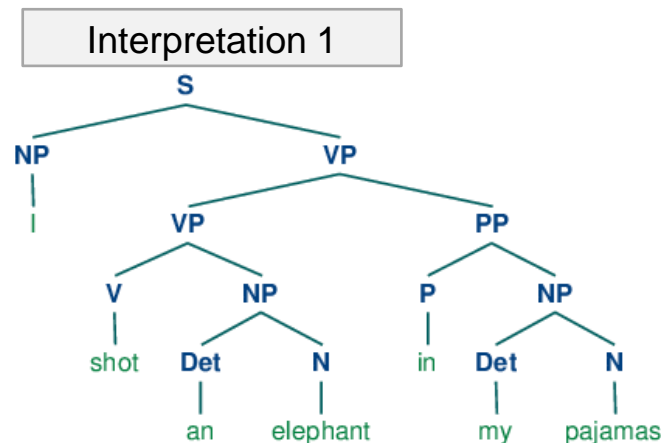 Interpretation 1
S
NP VP
I VP PP
V NP P NP
shot Det N in Det N
an elephant my pajamas